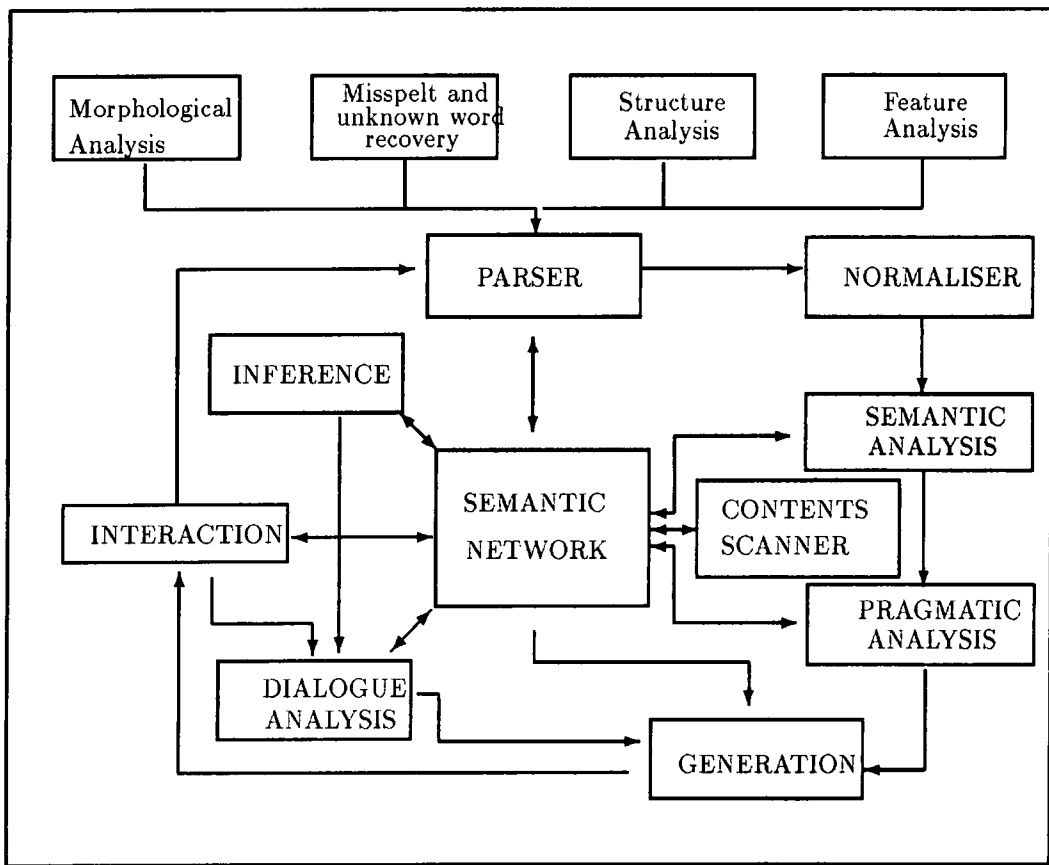 Morphological
Analysis
Misspelt and
unknown word
recovery
Structure
Analysis
Feature
Analysis
PARSER
NORMALISER
INFERENCE
SEMANTIC
ANALYSIS
SEMANTIC
NETWORK
CONTENTS
SCANNER
INTERACTION
PRAGMATIC
ANALYSIS
DIALOGUE
ANALYSIS
GENERATION